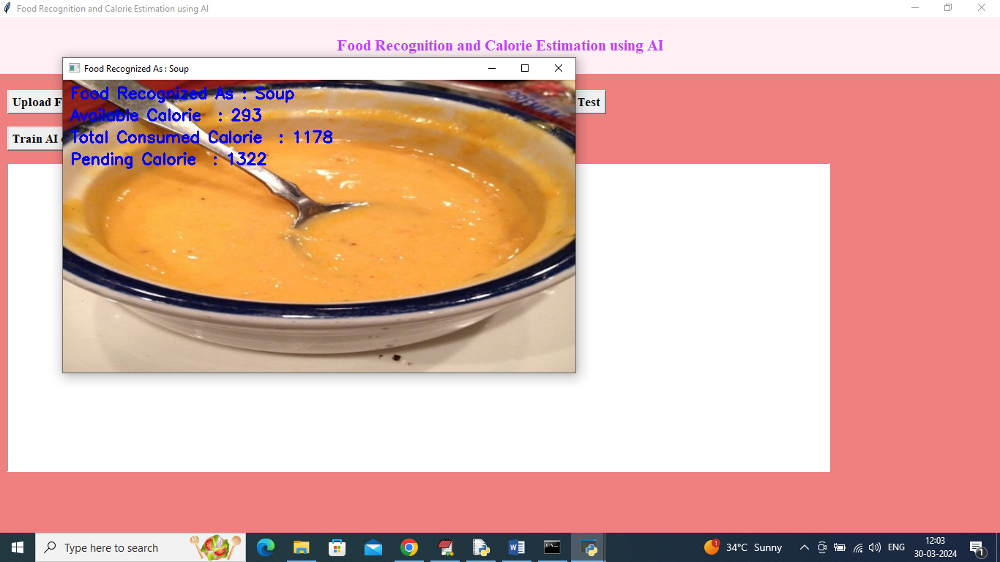 Food Recognition and Calorie Estimation using AI
Food Recognition and Calorie Estimation using AI
Food Recognized As : Soup
Upload F
Test
Food Recognized As : Soup
Available Calorie : 293
Total Consumed Calorie : 1178
Pending Calorie : 1322
Train AI
Type here to search
1
34°C Sunny
ENG
12:03
30-03-2024
1